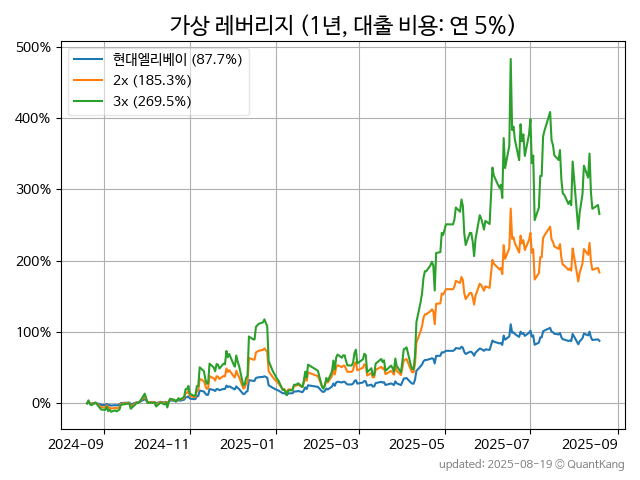 가상 레버리지 (1년, 대출 비용: 연 5%)
현대엘리베이 (87.7%)
2x (185.3%)
3x (269.5%)
500%
400%
300%
200%
100%
0%
2024-09 2024-11 2025-01 2025-03 2025-05 2025-07 2025-09
updated: 2025-08-19 © QuantKang